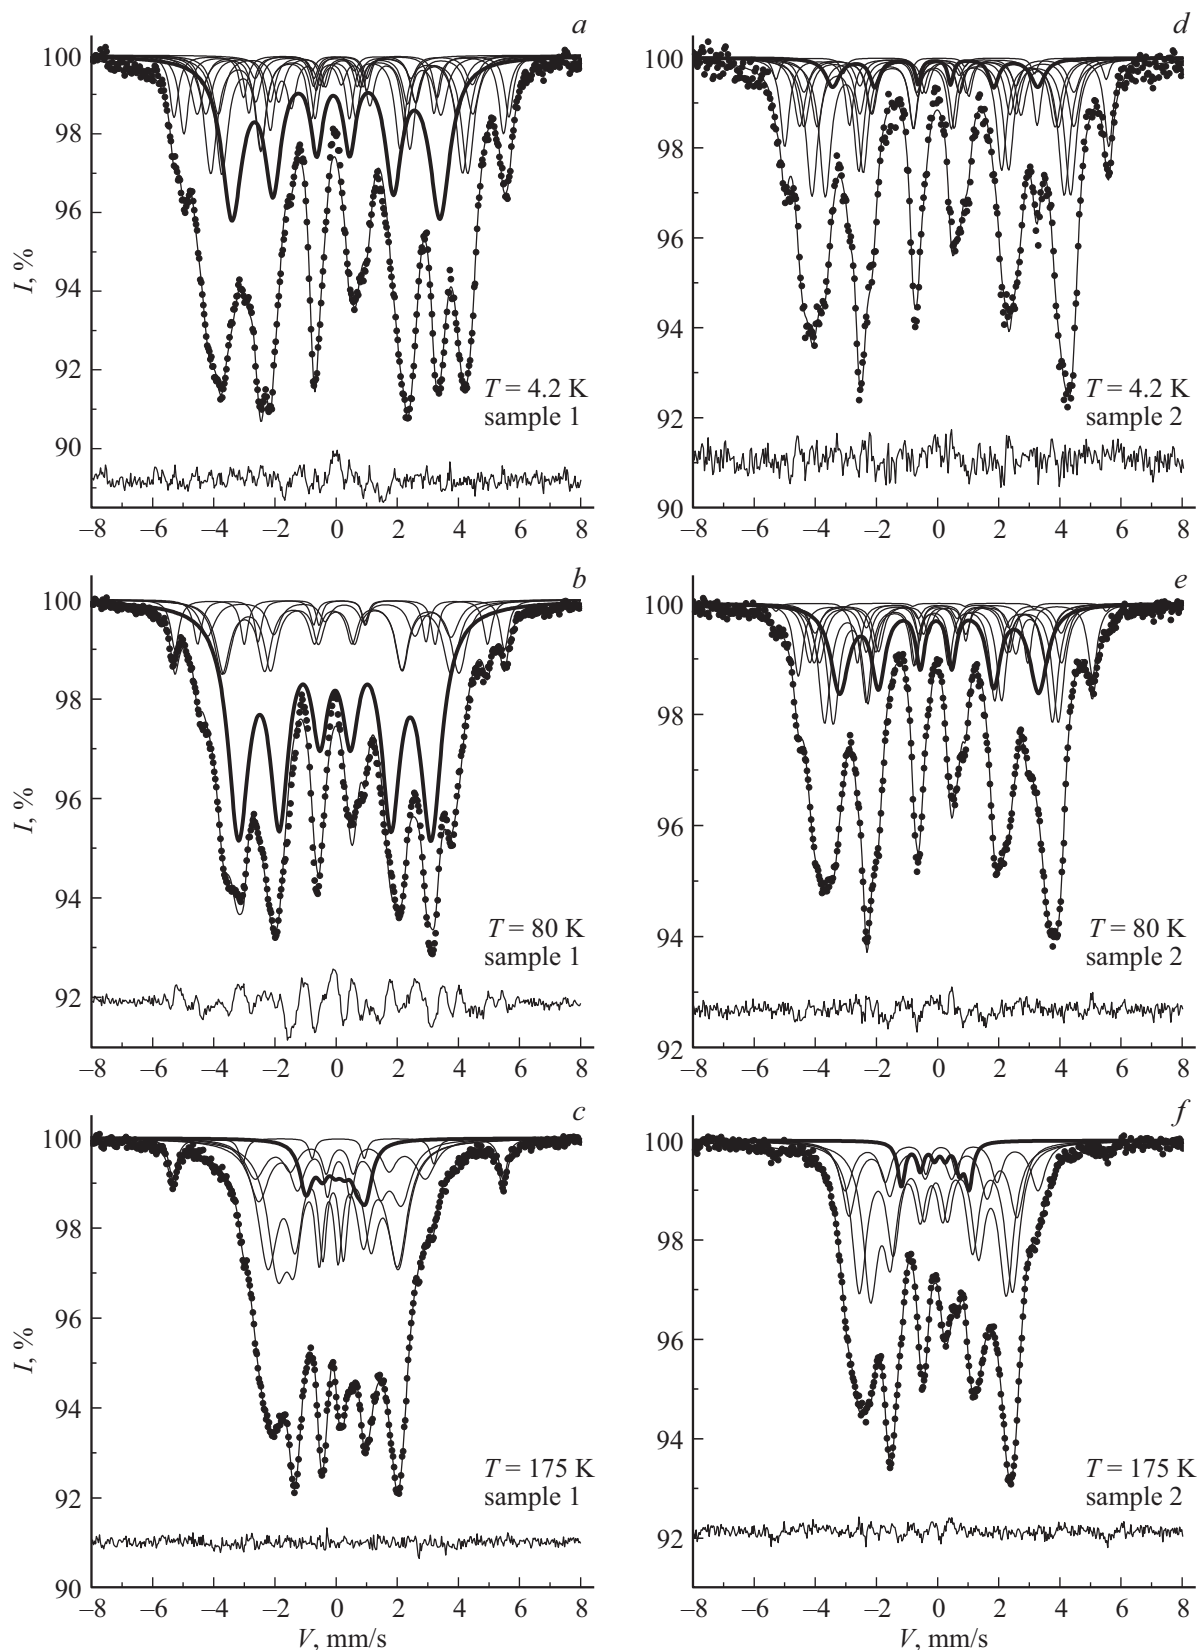 a
100
98
96
94
92
90
I, %
T = 4.2 K
sample 1
−8 −6 −4 −2 0 2 4 6 8
d
100
98
96
94
92
90
T = 4.2 K
sample 2
−8 −6 −4 −2 0 2 4 6 8
b
100
98
96
94
92
I, %
T = 80 K
sample 1
−8 −6 −4 −2 0 2 4 6 8
e
100
98
96
94
92
T = 80 K
sample 2
−8 −6 −4 −2 0 2 4 6 8
c
100
98
96
94
92
90
I, %
T = 175 K
sample 1
−8 −6 −4 −2 0 2 4 6 8
V, mm/s
f
100
98
96
94
92
T = 175 K
sample 2
−8 −6 −4 −2 0 2 4 6 8
V, mm/s